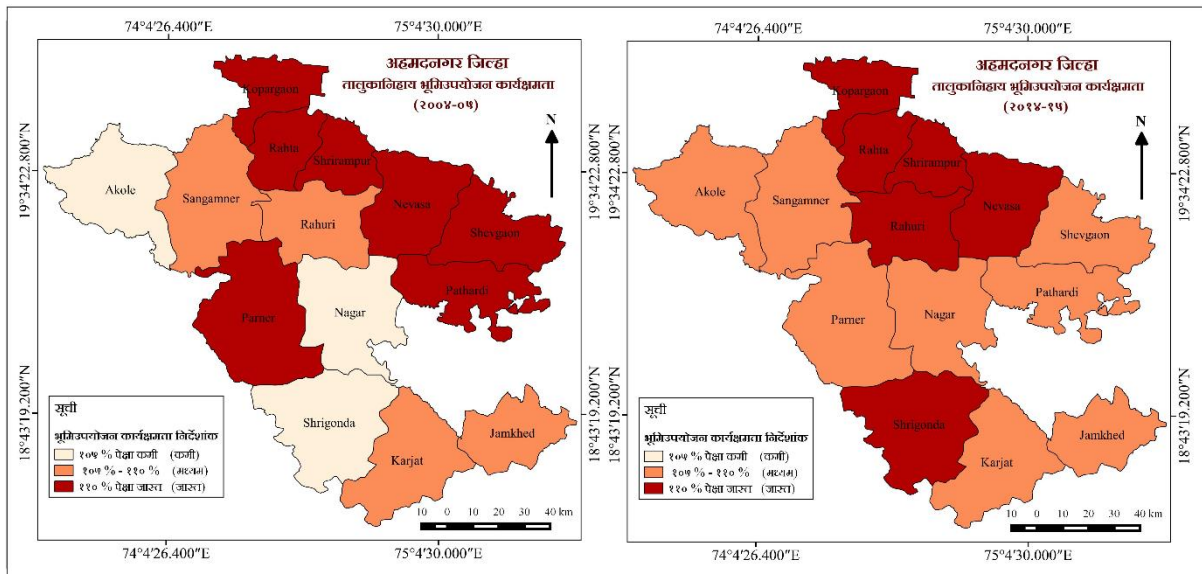 74°4'26.400"E 75°4'30.000"E
अहमदनगर जिल्हा
तालुकानिहाय भूमिउपयोजन कार्यक्षमता
(२००४-०५)
N
19°34'22.800"N
19°34'22.800"N
18°43'19.200"N
18°43'19.200"N
Kopargaon
Rahta
Shrirampur
Akole
Sangamner
Nevasa
Rahuri
Shevgaon
Pathardi
Parner
Nagar
Shrigonda
Jamkhed
Karjat
सूची
भूमिउपयोजन कार्यक्षमता निर्देशांक
१०५ % पेक्षा कमी (कमी)
१०५ % - ११० % (मध्यम)
११० % पेक्षा जास्त (जास्त)
10 0 10 20 30 40 km
74°4'26.400"E 75°4'30.000"E
74°4'26.400"E 75°4'30.000"E
अहमदनगर जिल्हा
तालुकानिहाय भूमिउपयोजन कार्यक्षमता
(२०१४-१५)
N
19°34'22.800"N
19°34'22.800"N
18°43'19.200"N
18°43'19.200"N
Kopargaon
Rahta
Shrirampur
Akole
Sangamner
Nevasa
Rahuri
Shevgaon
Pathardi
Parner
Nagar
Shrigonda
Jamkhed
Karjat
सूची
भूमिउपयोजन कार्यक्षमता निर्देशांक
१०५ % पेक्षा कमी (कमी)
१०५ % - ११० % (मध्यम)
११० % पेक्षा जास्त (जास्त)
10 0 10 20 30 40 km
74°4'26.400"E 75°4'30.000"E